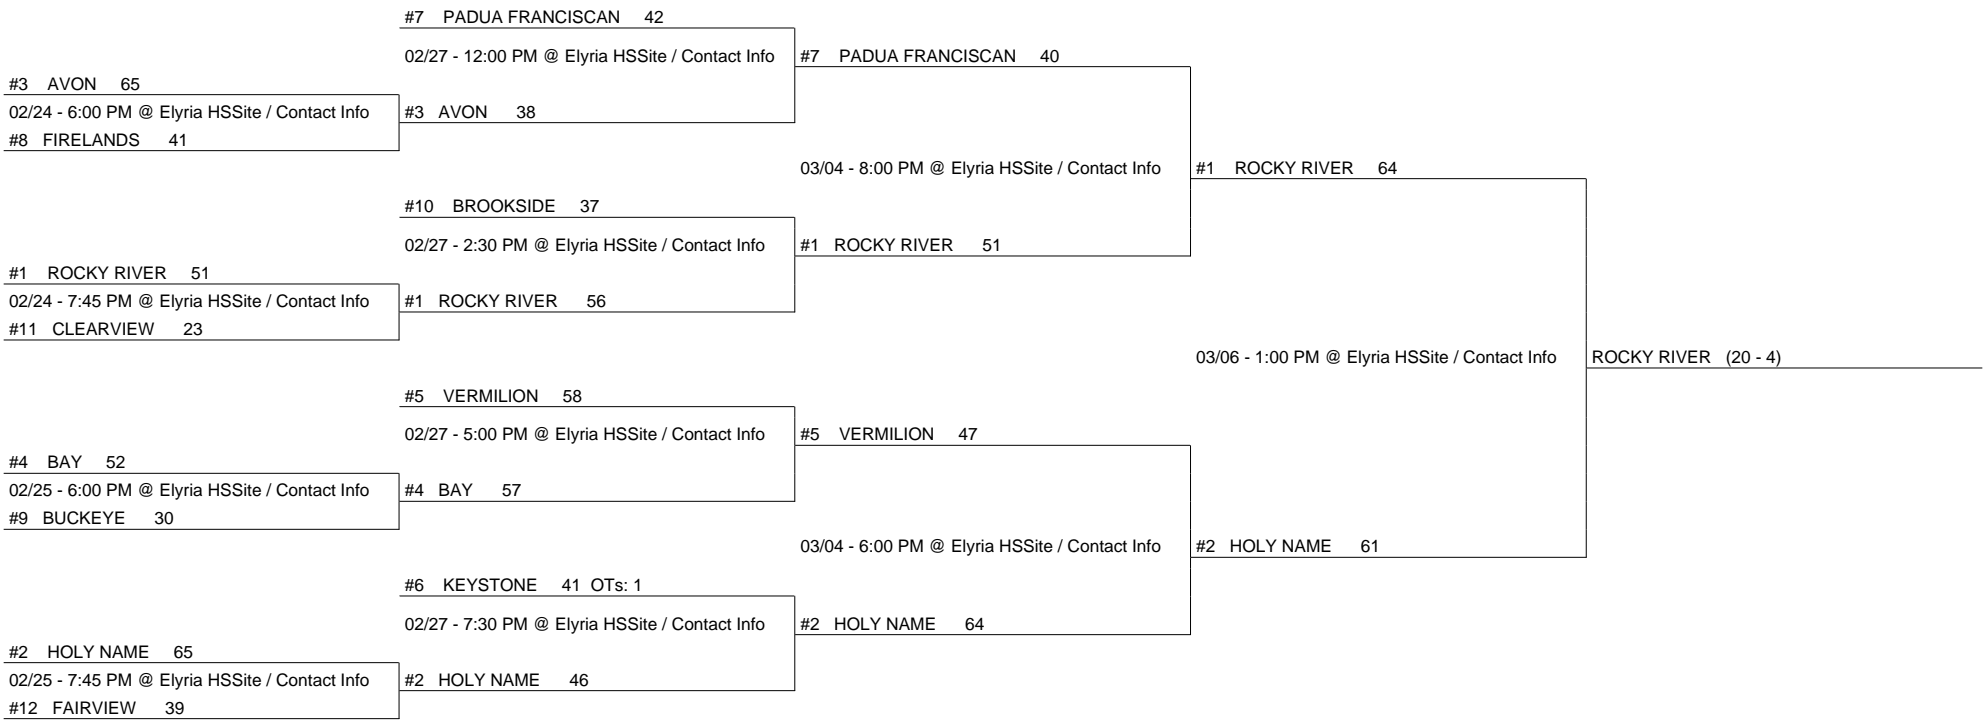 #7 PADUA FRANCISCAN 42
02/27 - 12:00 PM @ Elyria HSSite / Contact Info
#7 PADUA FRANCISCAN 40
#3 AVON 65
02/24 - 6:00 PM @ Elyria HSSite / Contact Info
#3 AVON 38
#8 FIRELANDS 41
03/04 - 8:00 PM @ Elyria HSSite / Contact Info
#1 ROCKY RIVER 64
#10 BROOKSIDE 37
02/27 - 2:30 PM @ Elyria HSSite / Contact Info
#1 ROCKY RIVER 51
#1 ROCKY RIVER 51
02/24 - 7:45 PM @ Elyria HSSite / Contact Info
#1 ROCKY RIVER 56
#11 CLEARVIEW 23
03/06 - 1:00 PM @ Elyria HSSite / Contact Info
ROCKY RIVER (20 - 4)
#5 VERMILION 58
02/27 - 5:00 PM @ Elyria HSSite / Contact Info
#5 VERMILION 47
#4 BAY 52
02/25 - 6:00 PM @ Elyria HSSite / Contact Info
#4 BAY 57
#9 BUCKEYE 30
03/04 - 6:00 PM @ Elyria HSSite / Contact Info
#2 HOLY NAME 61
#6 KEYSTONE 41 OTs: 1
02/27 - 7:30 PM @ Elyria HSSite / Contact Info
#2 HOLY NAME 64
#2 HOLY NAME 65
02/25 - 7:45 PM @ Elyria HSSite / Contact Info
#2 HOLY NAME 46
#12 FAIRVIEW 39